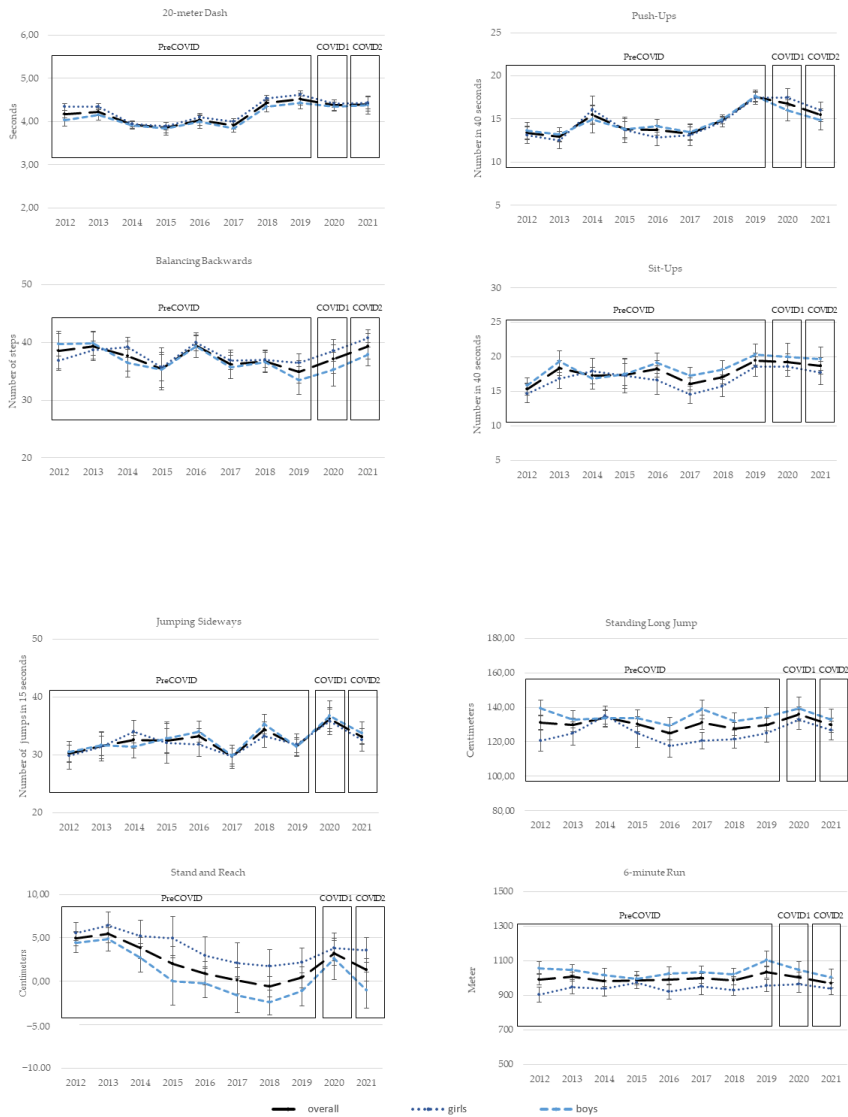 20-meter Dash
6,00
PreCOVID
COVID1
COVID2
5,00
Seconds
4,00
3,00
2,00
2012 2013 2014 2015 2016 2017 2018 2019 2020 2021
Push-Ups
25
PreCOVID
COVID1
COVID2
20
Number in 40 seconds
15
10
5
2012 2013 2014 2015 2016 2017 2018 2019 2020 2021
Balancing Backwards
50
PreCOVID
COVID1
COVID2
Number of steps
40
30
20
2012 2013 2014 2015 2016 2017 2018 2019 2020 2021
Sit-Ups
30
PreCOVID
COVID1
COVID2
25
Number in 40 seconds
20
15
10
5
2012 2013 2014 2015 2016 2017 2018 2019 2020 2021
Jumping Sideways
50
PreCOVID
COVID1
COVID2
Number of jumps in 15 seconds
40
30
20
2012 2013 2014 2015 2016 2017 2018 2019 2020 2021
Standing Long Jump
180,00
PreCOVID
COVID1
COVID2
160,00
Centimeters
140,00
120,00
100,00
80,00
2012 2013 2014 2015 2016 2017 2018 2019 2020 2021
Stand and Reach
10,00
PreCOVID
COVID1
COVID2
5,00
Centimeters
0,00
−5.00
−10.00
2012 2013 2014 2015 2016 2017 2018 2019 2020 2021
6-minute Run
1500
1300
PreCOVID
COVID1
COVID2
Meter
1100
900
700
500
2012 2013 2014 2015 2016 2017 2018 2019 2020 2021
overall girls boys